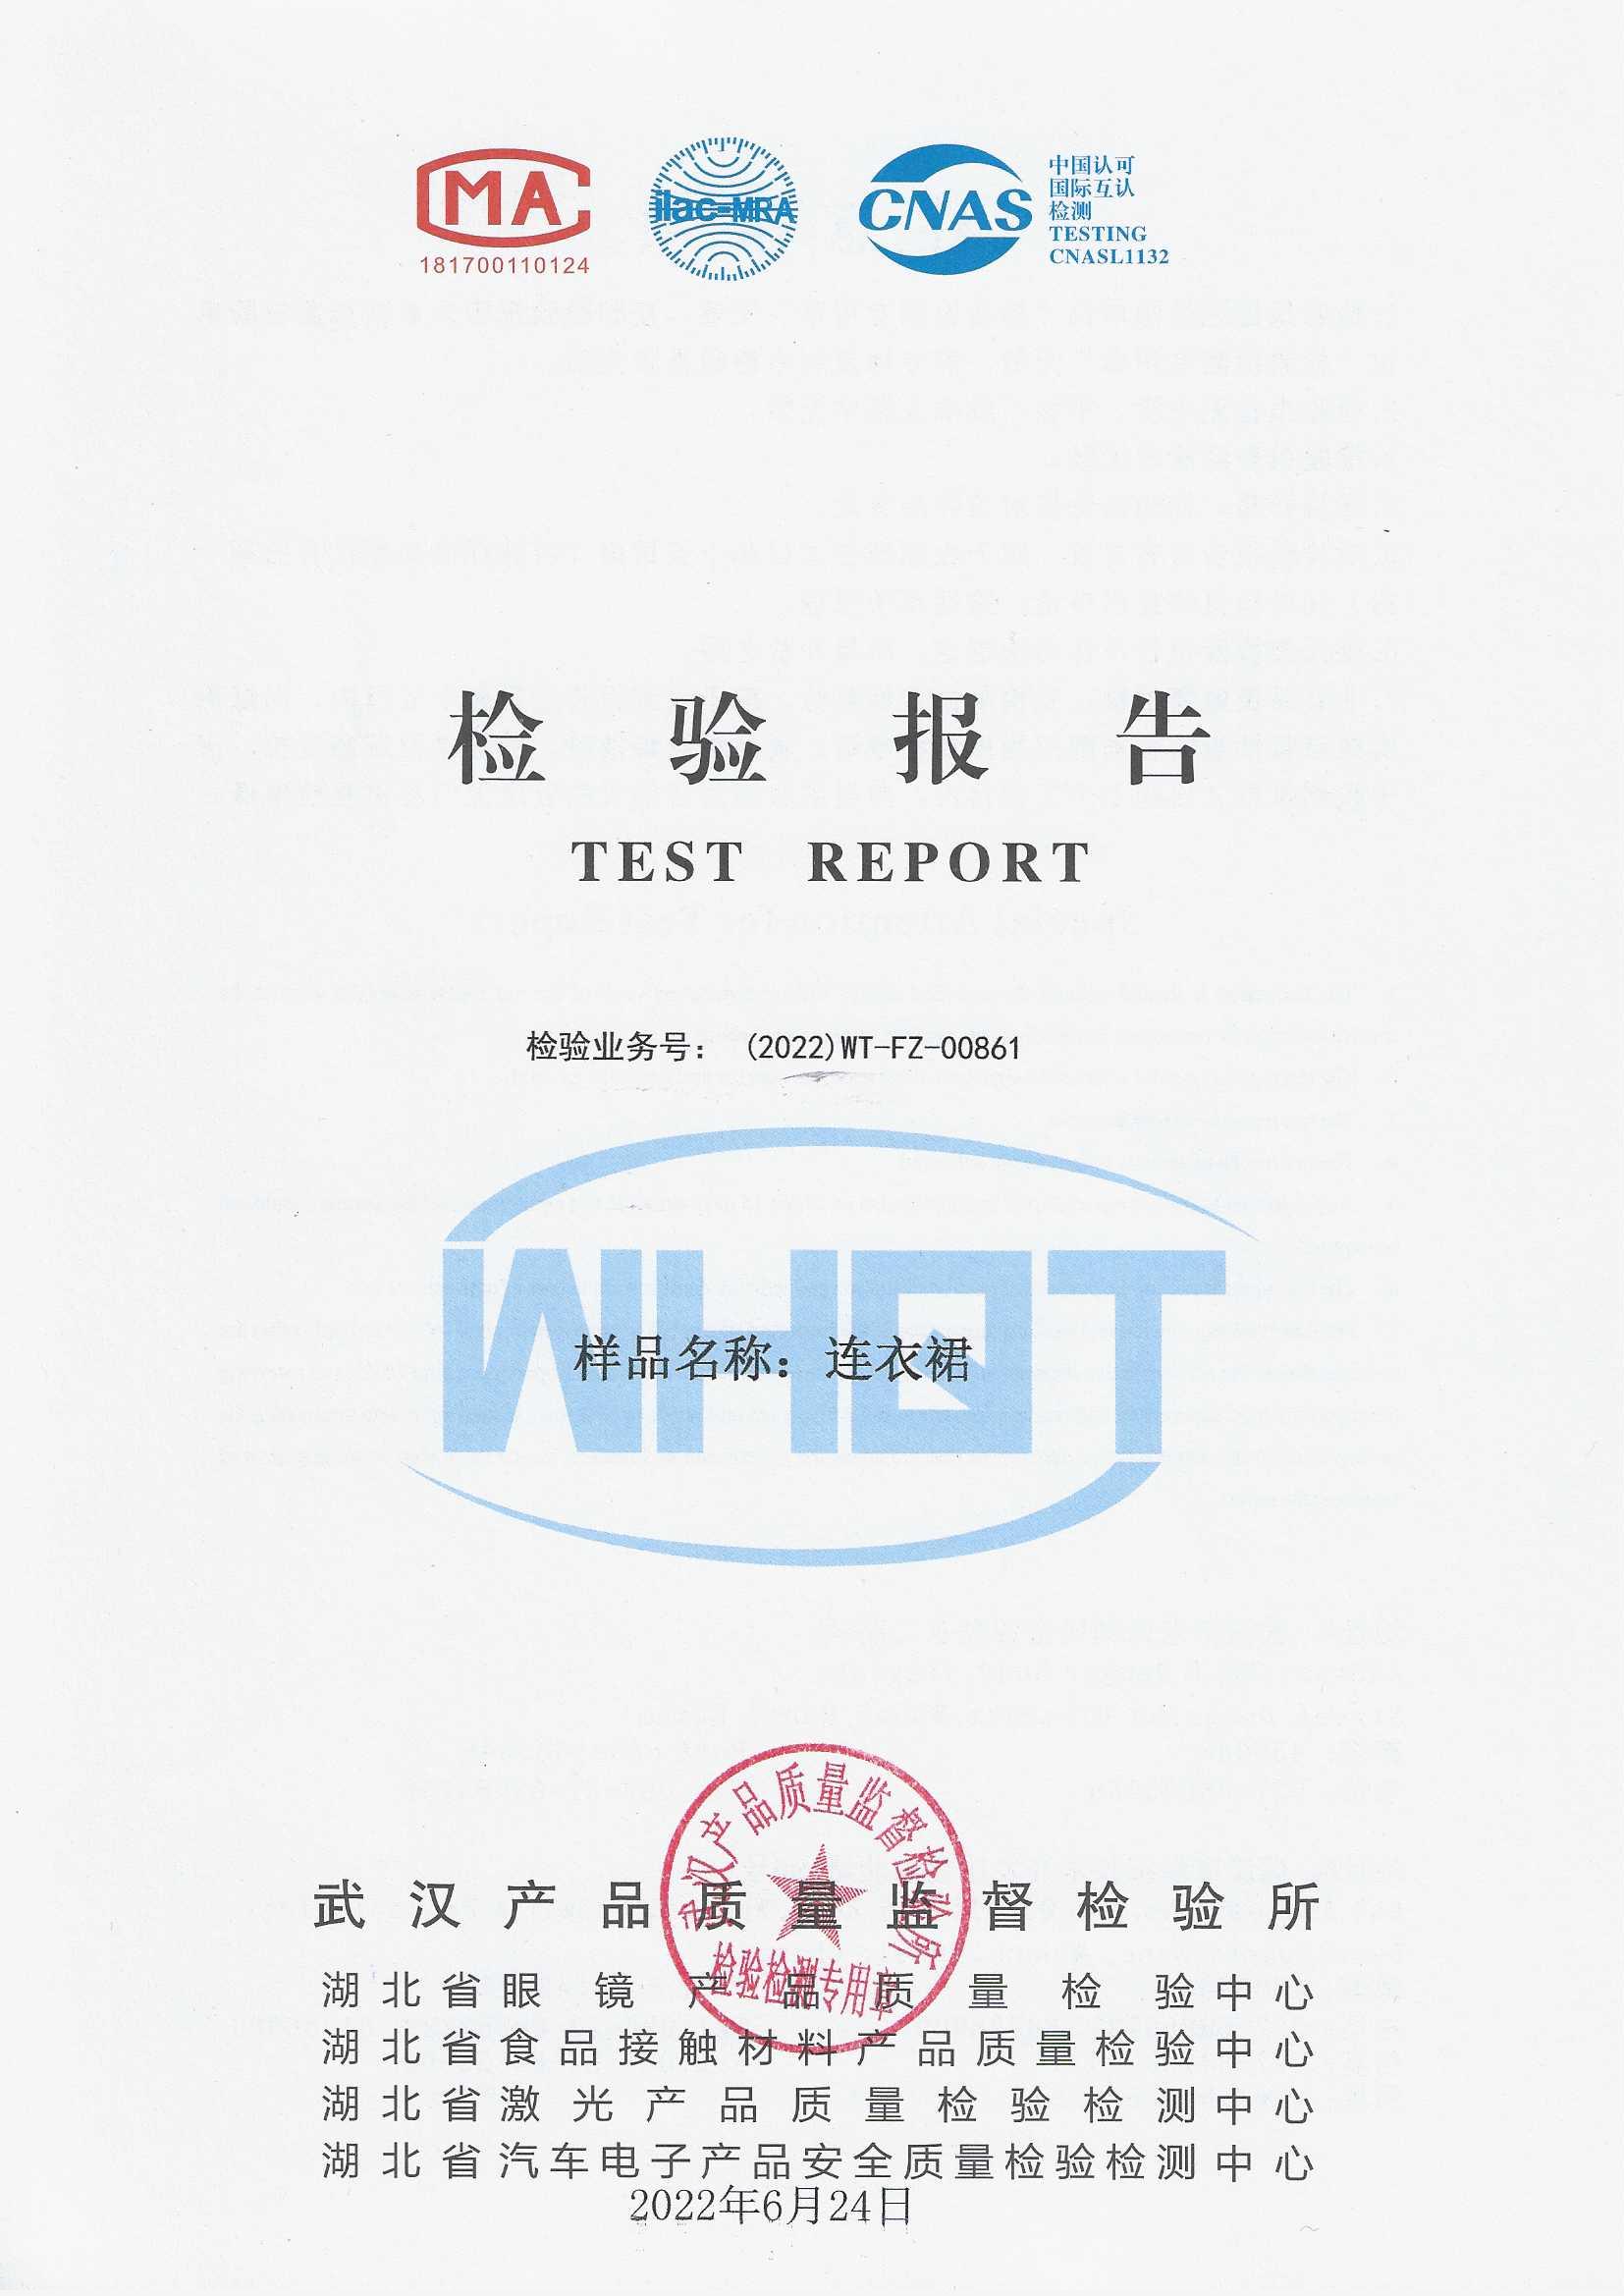 MA
181700110124
ilac-MRA
CNAS
中国认可
国际互认
检测
TESTING
CNASL1132
检验报告
TEST REPORT
检验业务号： (2022)WT-FZ-00861
WHQT
样品名称：连衣裙
武汉产品质量监督检验所
检验检测专用章
武汉产品质量监督检验所
湖北省眼镜产品质量检验中心
湖北省食品接触材料产品质量检验中心
湖北省激光产品质量检验检测中心
湖北省汽车电子产品安全质量检验检测中心
2022年6月24日